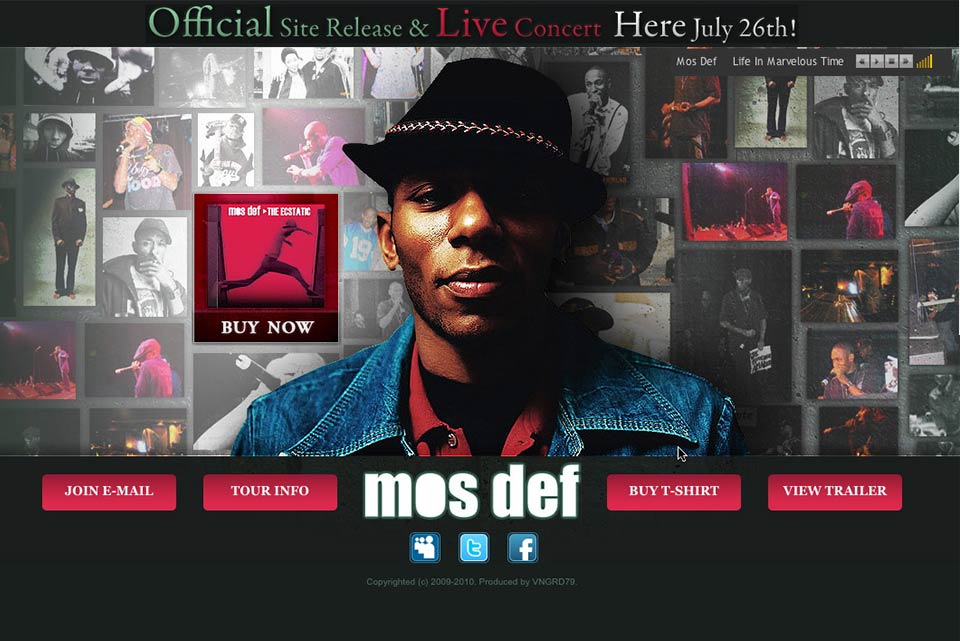 Official Site Release & Live Concert Here July 26th!
Mos Def Life In Marvelous Time
mos def ▸ THE ECSTATIC
BUY NOW
JOIN E-MAIL
TOUR INFO
mos def
BUY T-SHIRT
VIEW TRAILER
Copyrighted (c) 2009-2010. Produced by VNGRD79.